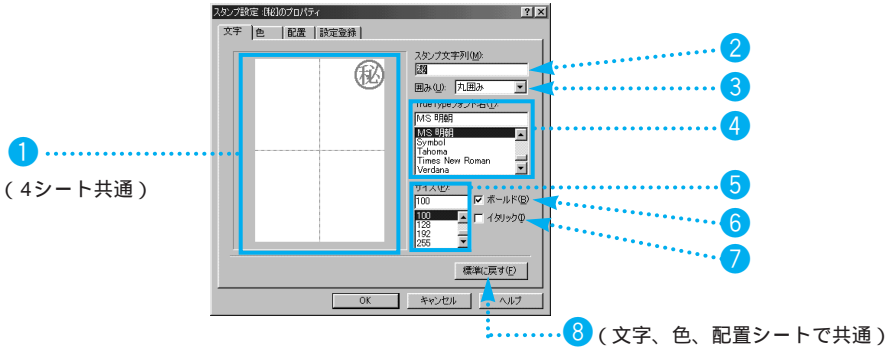 スタンプ設定:[秘]のプロパティ
文字 色 配置 設定登録
秘
スタンプ文字列(M):
秘
囲み(U): 丸囲み
TrueTypeフォント名(T):
MS 明朝
MS 明朝
Symbol
Tahoma
Times New Roman
Verdana
サイズ(P):
100
100
128
192
255
ボールド(B)
イタリック(I)
標準に戻す(F)
OK キャンセル ヘルプ
1
(4シート共通)
2
3
4
5
6
7
8 (文字、色、配置シートで共通)